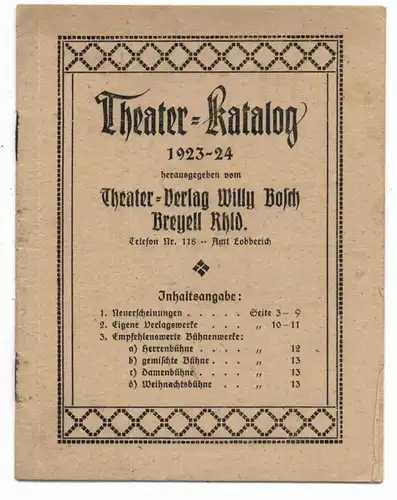 Theater-Katalog
1923-24
herausgegeben vom
Theater-Verlag Willy Bosch
Breyell Rhld.
Telefon Nr. 118 -- Amt Lobberich
Inhaltsangabe:
1. Neuerscheinungen . . . . . Seite 3- 9
2. Eigene Verlagswerke . . . . „ 10-11
3. Empfehlenswerte Bühnenwerke:
a) Herrenbühne . . . „ 12
b) gemischte Bühne . . „ 13
c) Damenbühne . . . „ 13
d) Weihnachtsbühne . . „ 13